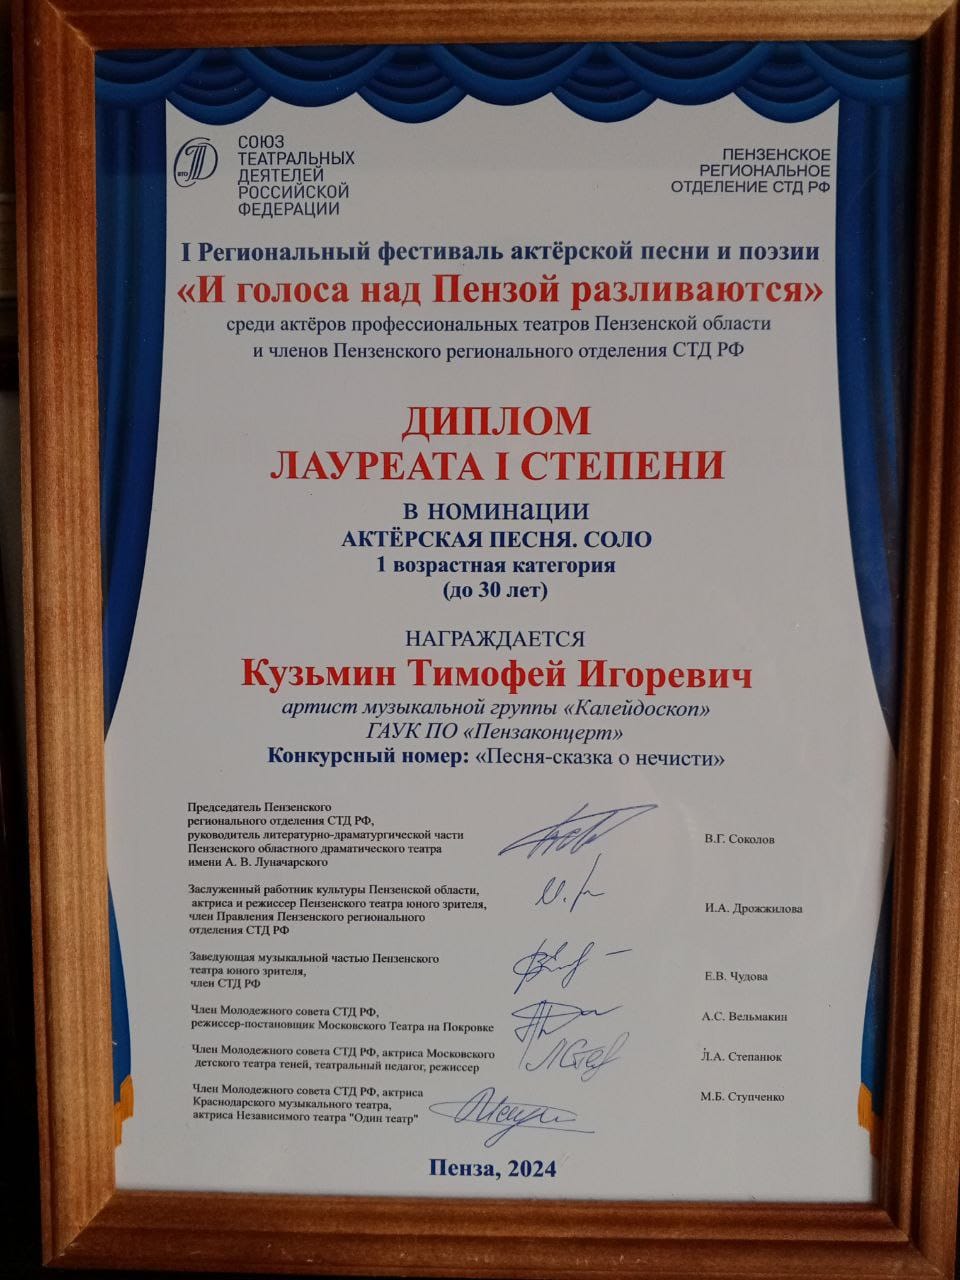 СОЮЗ
ТЕАТРАЛЬНЫХ
ДЕЯТЕЛЕЙ
РОССИЙСКОЙ
ФЕДЕРАЦИИ
ВТО
ПЕНЗЕНСКОЕ
РЕГИОНАЛЬНОЕ
ОТДЕЛЕНИЕ СТД РФ
I Региональный фестиваль актёрской песни и поэзии
«И голоса над Пензой разливаются»
среди актёров профессиональных театров Пензенской области
и членов Пензенского регионального отделения СТД РФ
ДИПЛОМ
ЛАУРЕАТА I СТЕПЕНИ
в номинации
АКТЁРСКАЯ ПЕСНЯ. СОЛО
1 возрастная категория
(до 30 лет)
НАГРАЖДАЕТСЯ
Кузьмин Тимофей Игоревич
артист музыкальной группы «Калейдоскоп»
ГАУК ПО «Пензаконцерт»
Конкурсный номер: «Песня-сказка о нечисти»
Председатель Пензенского
регионального отделения СТД РФ,
руководитель литературно-драматургической части
Пензенского областного драматического театра
имени А. В. Луначарского
В.Г. Соколов
Заслуженный работник культуры Пензенской области,
актриса и режиссер Пензенского театра юного зрителя,
член Правления Пензенского регионального
отделения СТД РФ
И.А. Дрожжилова
Заведующая музыкальной частью Пензенского
театра юного зрителя,
член СТД РФ
Е.В. Чудова
Член Молодежного совета СТД РФ,
режиссер-постановщик Московского Театра на Покровке
А.С. Вельмакин
Член Молодежного совета СТД РФ, актриса Московского
детского театра теней, театральный педагог, режиссер
Л.А. Степанюк
Член Молодежного совета СТД РФ, актриса
Краснодарского музыкального театра,
актриса Независимого театра "Один театр"
М.Б. Ступченко
Пенза, 2024